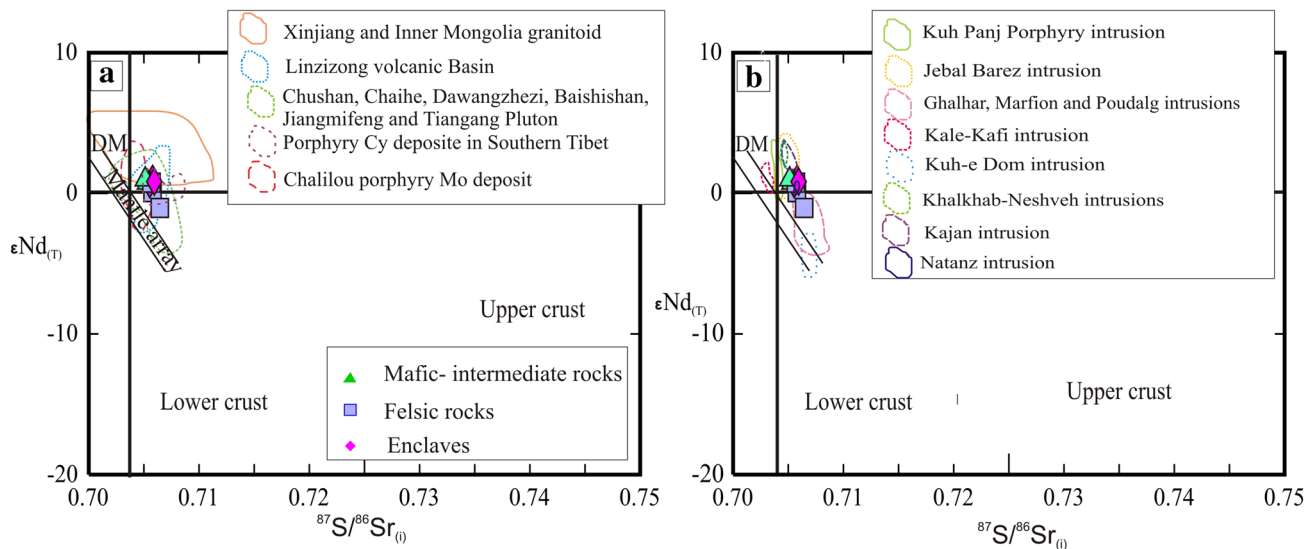 a
10
0
-10
-20
εNd(T)
DM
Mantle array
Xinjiang and Inner Mongolia granitoid
Linzizong volcanic Basin
Chushan, Chaihe, Dawangzhezi, Baishishan,
Jiangmifeng and Tiangang Pluton
Porphyry Cy deposite in Southern Tibet
Chalilou porphyry Mo deposit
Upper crust
Lower crust
Mafic- intermediate rocks
Felsic rocks
Enclaves
0.70 0.71 0.72 0.73 0.74 0.75
⁸⁷S/⁸⁶Sr(i)
b
10
0
-10
-20
εNd(T)
DM
Kuh Panj Porphyry intrusion
Jebal Barez intrusion
Ghalhar, Marfion and Poudalg intrusions
Kale-Kafi intrusion
Kuh-e Dom intrusion
Khalkhab-Neshveh intrusions
Kajan intrusion
Natanz intrusion
Lower crust
Upper crust
0.70 0.71 0.72 0.73 0.74 0.75
⁸⁷S/⁸⁶Sr(i)